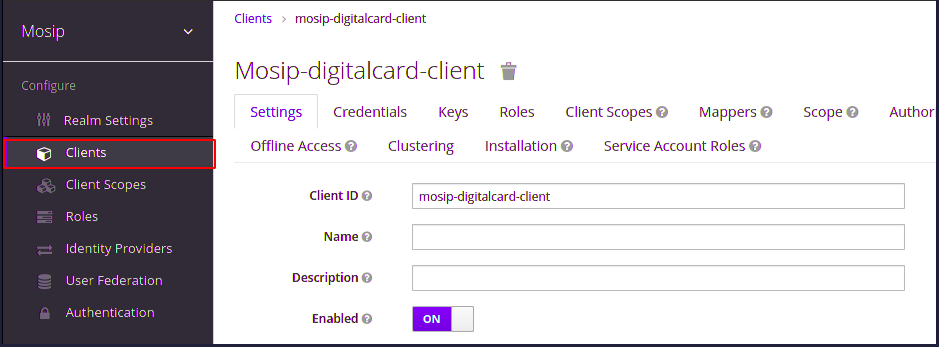 Mosip
Configure
Realm Settings
Clients
Client Scopes
Roles
Identity Providers
User Federation
Authentication
Clients > mosip-digitalcard-client
Mosip-digitalcard-client
Settings Credentials Keys Roles Client Scopes Mappers Scope Author
Offline Access Clustering Installation Service Account Roles
Client ID mosip-digitalcard-client
Name
Description
Enabled ON